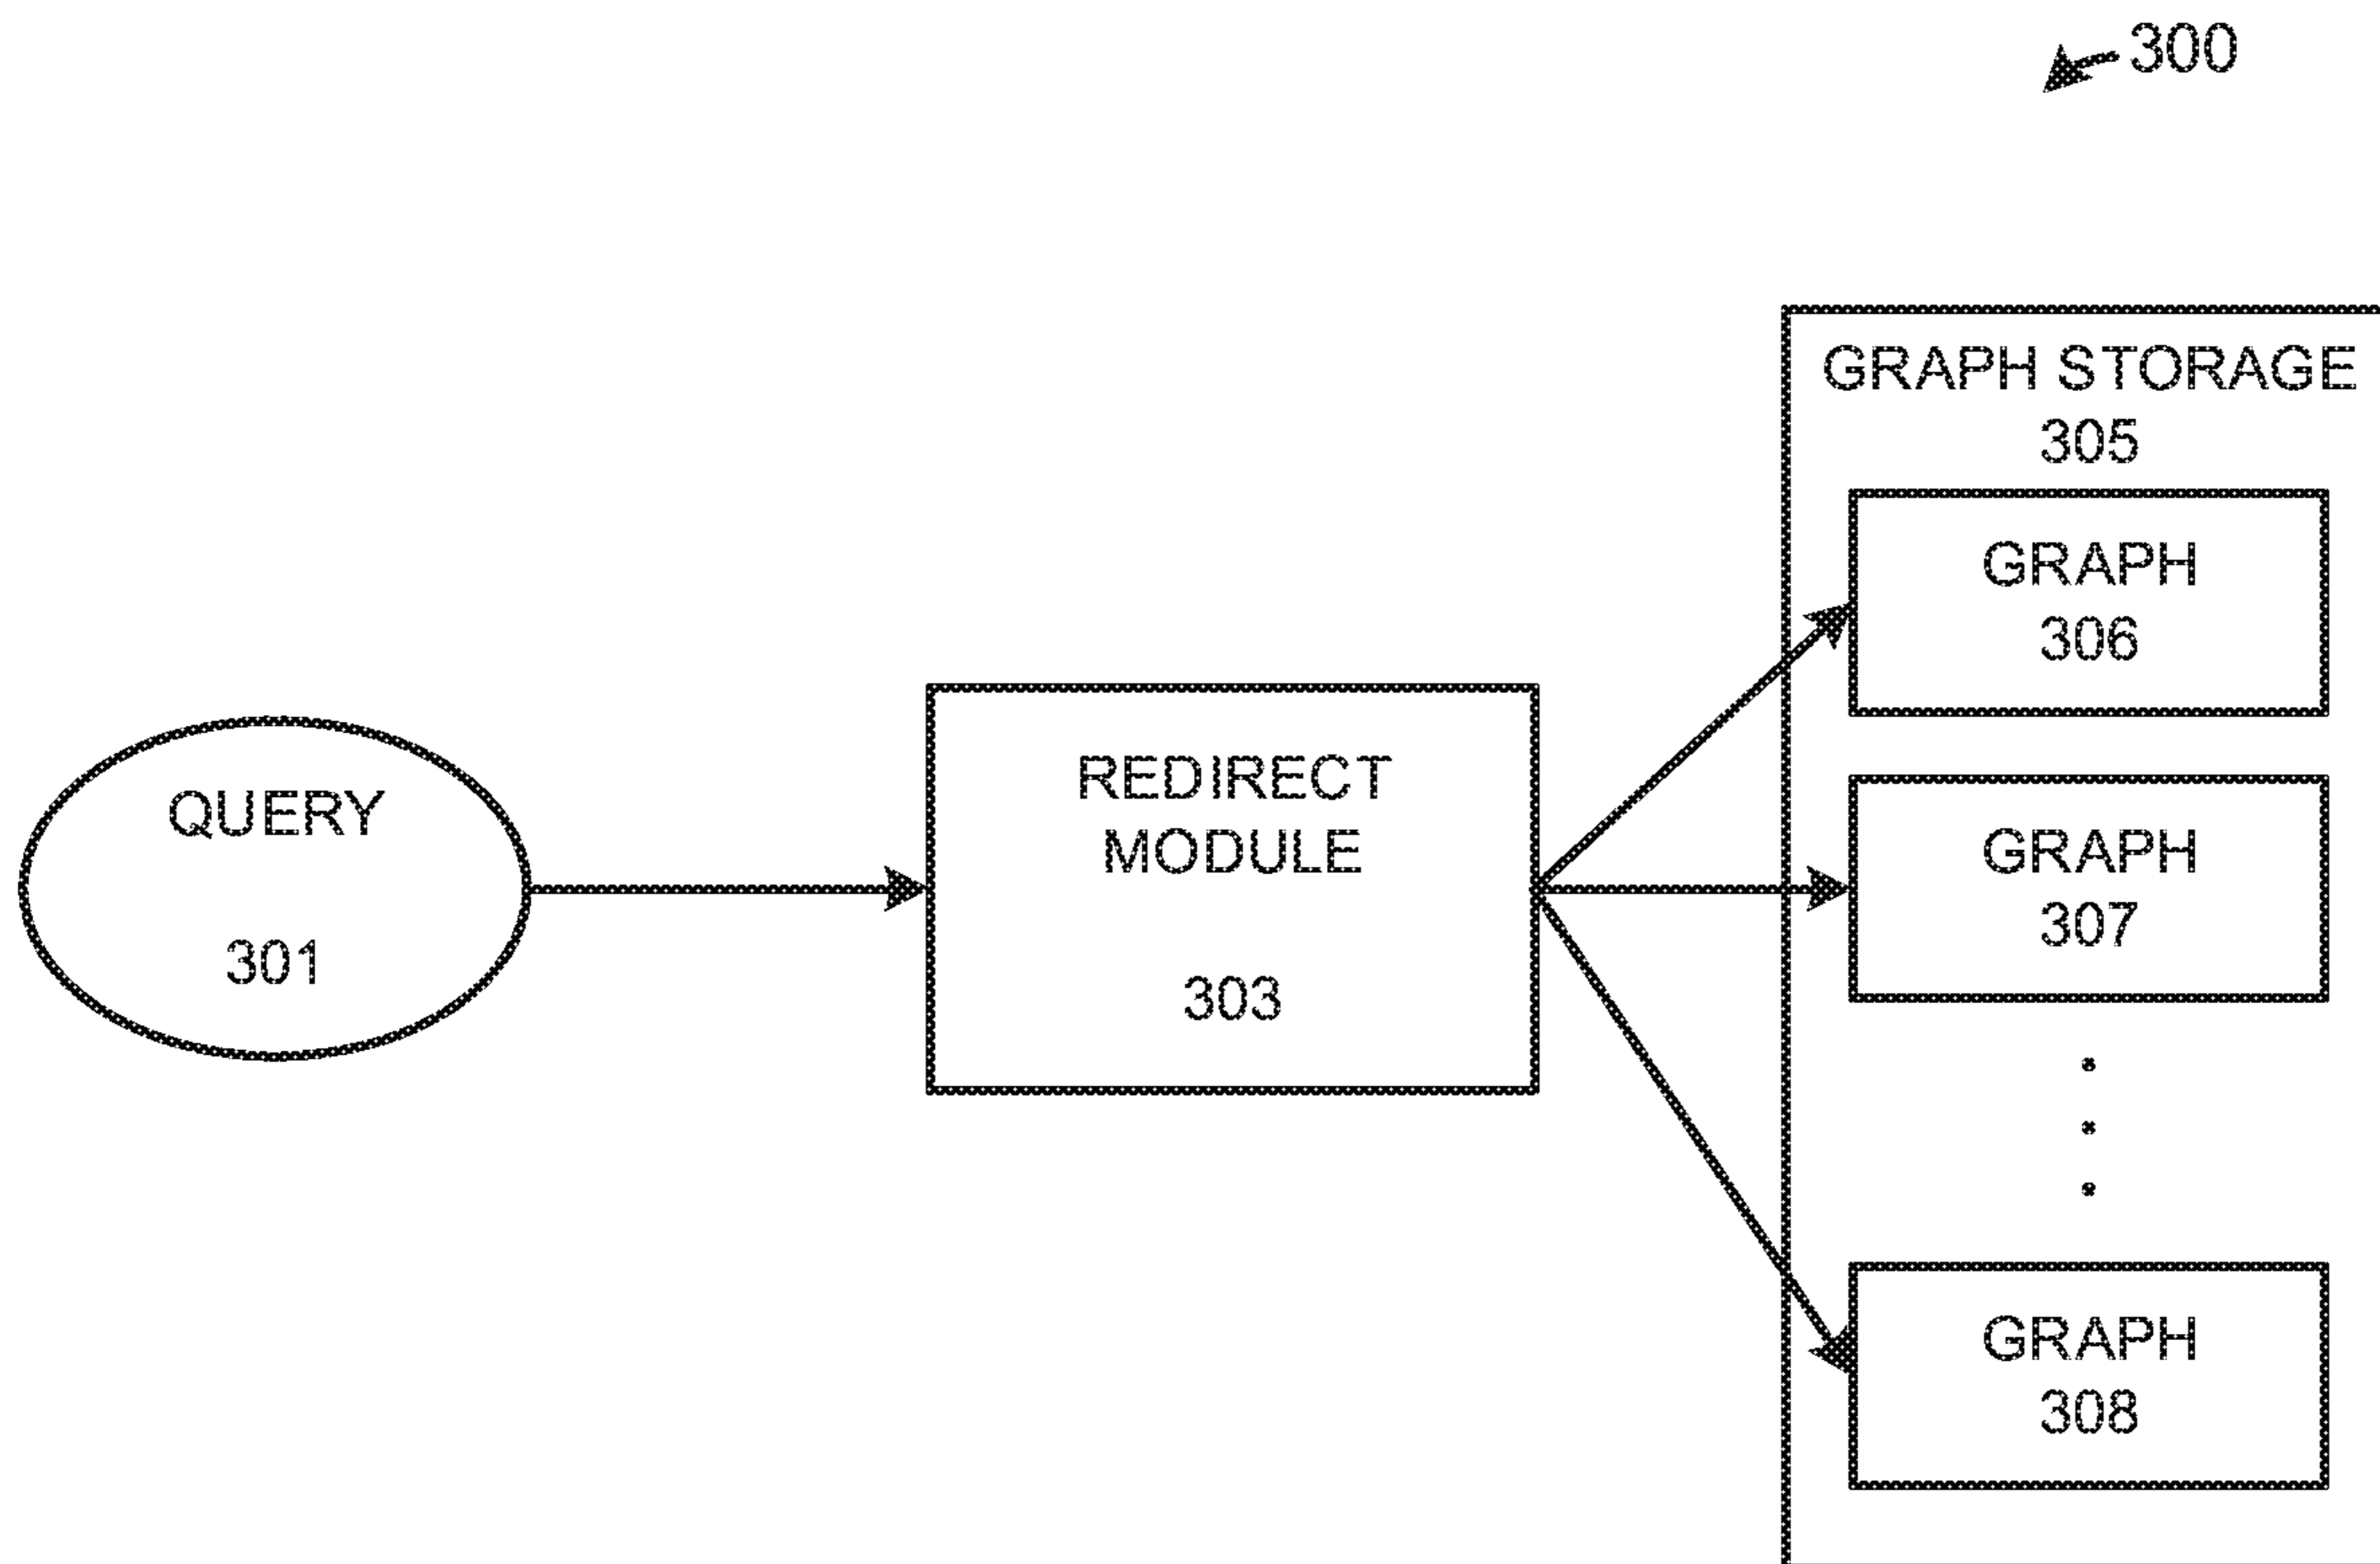 300
GRAPH STORAGE
305
GRAPH
306
QUERY
301
REDIRECT
MODULE
303
GRAPH
307
GRAPH
308